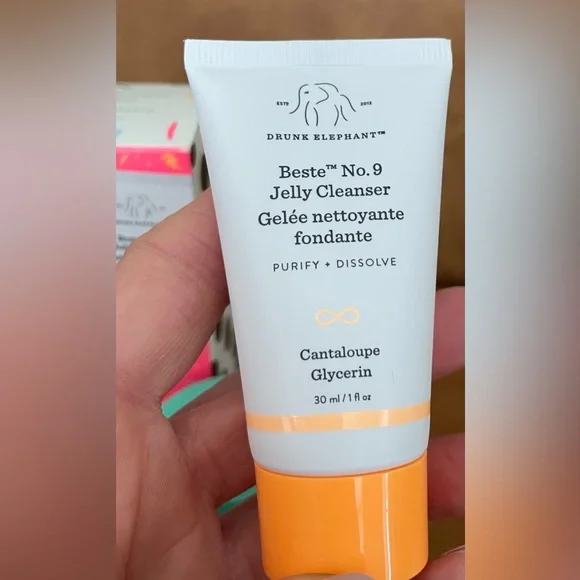 ESTD 2012
DRUNK ELEPHANT™
Beste™ No. 9
Jelly Cleanser
Gelée nettoyante
fondante
PURIFY + DISSOLVE
Cantaloupe
Glycerin
30 ml / 1 fl oz